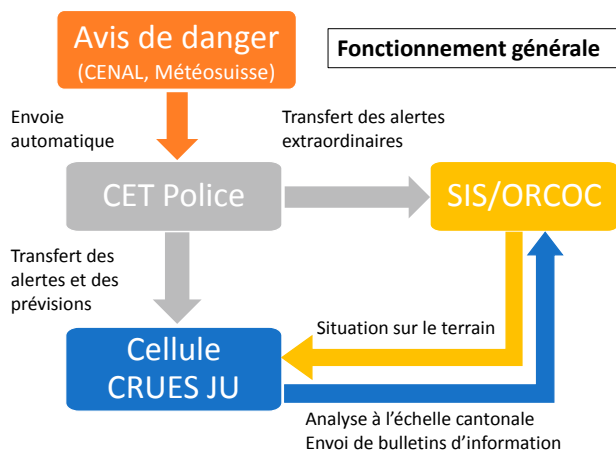 Avis de danger
(CENAL, Météosuisse)
Fonctionnement générale
Envoie
automatique
Transfert des alertes
extraordinaires
CET Police
SIS/ORCOC
Transfert des
alertes et des
prévisions
Situation sur le terrain
Cellule
CRUES JU
Analyse à l’échelle cantonale
Envoi de bulletins d’information